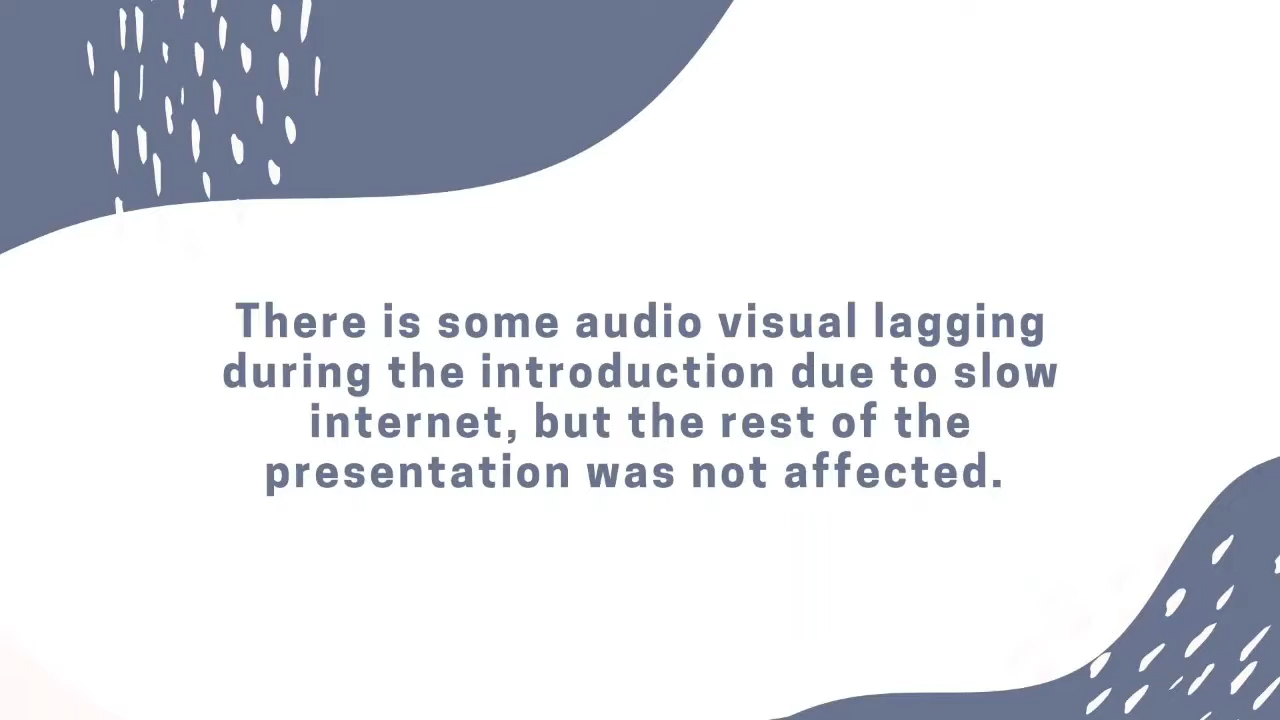 There is some audio visual lagging
during the introduction due to slow
internet, but the rest of the
presentation was not affected.